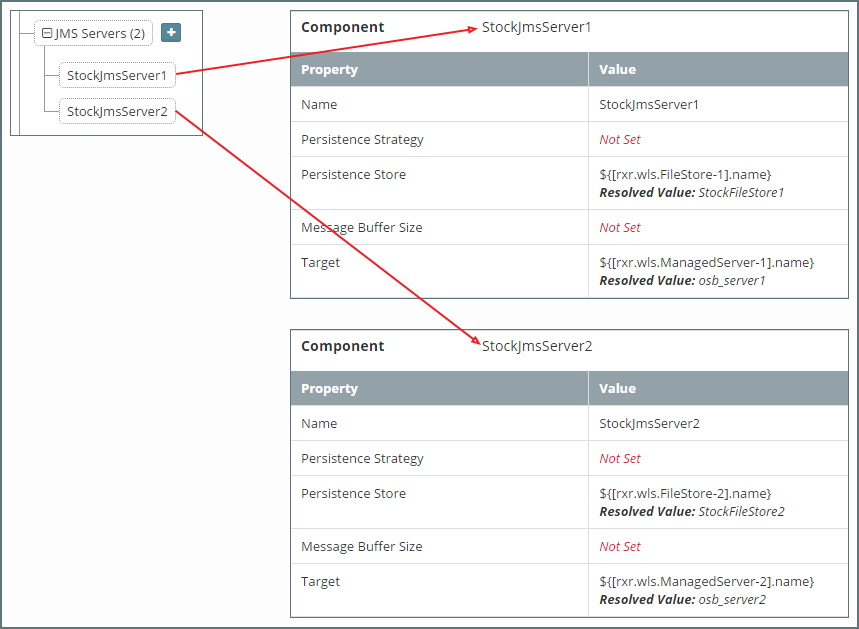 JMS Servers (2)
StockJmsServer1
StockJmsServer2
Component StockJmsServer1
Property Value
Name StockJmsServer1
Persistence Strategy Not Set
Persistence Store ${[rxr.wls.FileStore-1].name}
Resolved Value: StockFileStore1
Message Buffer Size Not Set
Target ${[rxr.wls.ManagedServer-1].name}
Resolved Value: osb_server1
Component StockJmsServer2
Property Value
Name StockJmsServer2
Persistence Strategy Not Set
Persistence Store ${[rxr.wls.FileStore-2].name}
Resolved Value: StockFileStore2
Message Buffer Size Not Set
Target ${[rxr.wls.ManagedServer-2].name}
Resolved Value: osb_server2